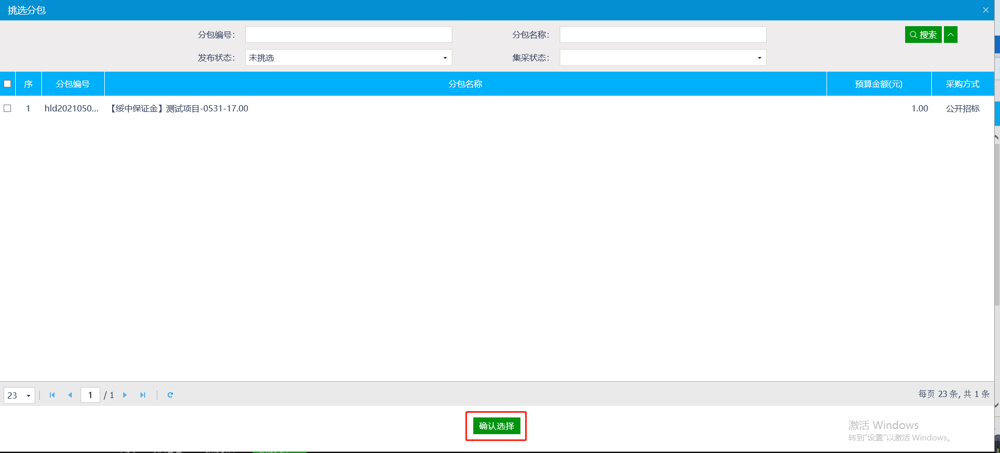 挑选分包
分包编号： 分包名称： 搜索
发布状态： 未挑选 集采状态：
序 分包编号 分包名称 预算金额(元) 采购方式
1 hld2021050... 【绥中保证金】测试项目-0531-17.00 1.00 公开招标
23 1 / 1 每页 23 条, 共 1 条
确认选择
激活 Windows
转到"设置"以激活 Windows。